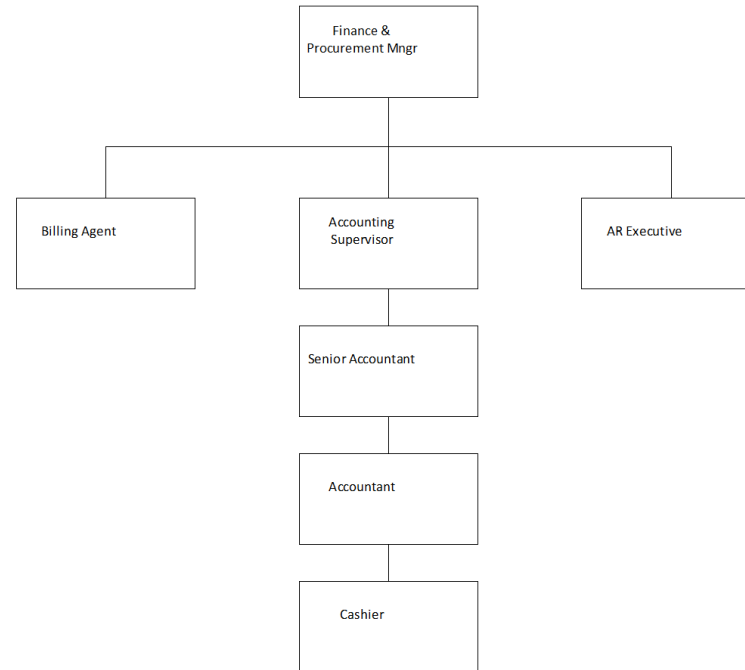 Finance &
Procurement Mngr
Billing Agent
Accounting
Supervisor
AR Executive
Senior Accountant
Accountant
Cashier